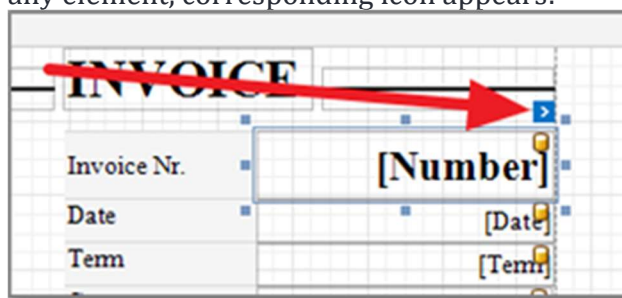 any element, corresponding icon appears:
INVOICE
Invoice Nr. [Number]
Date [Date]
Term [Term]